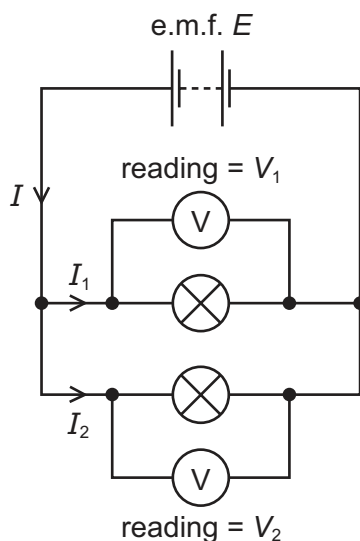 e.m.f. E
reading = V₁
I
V
I₁
I₂
V
reading = V₂